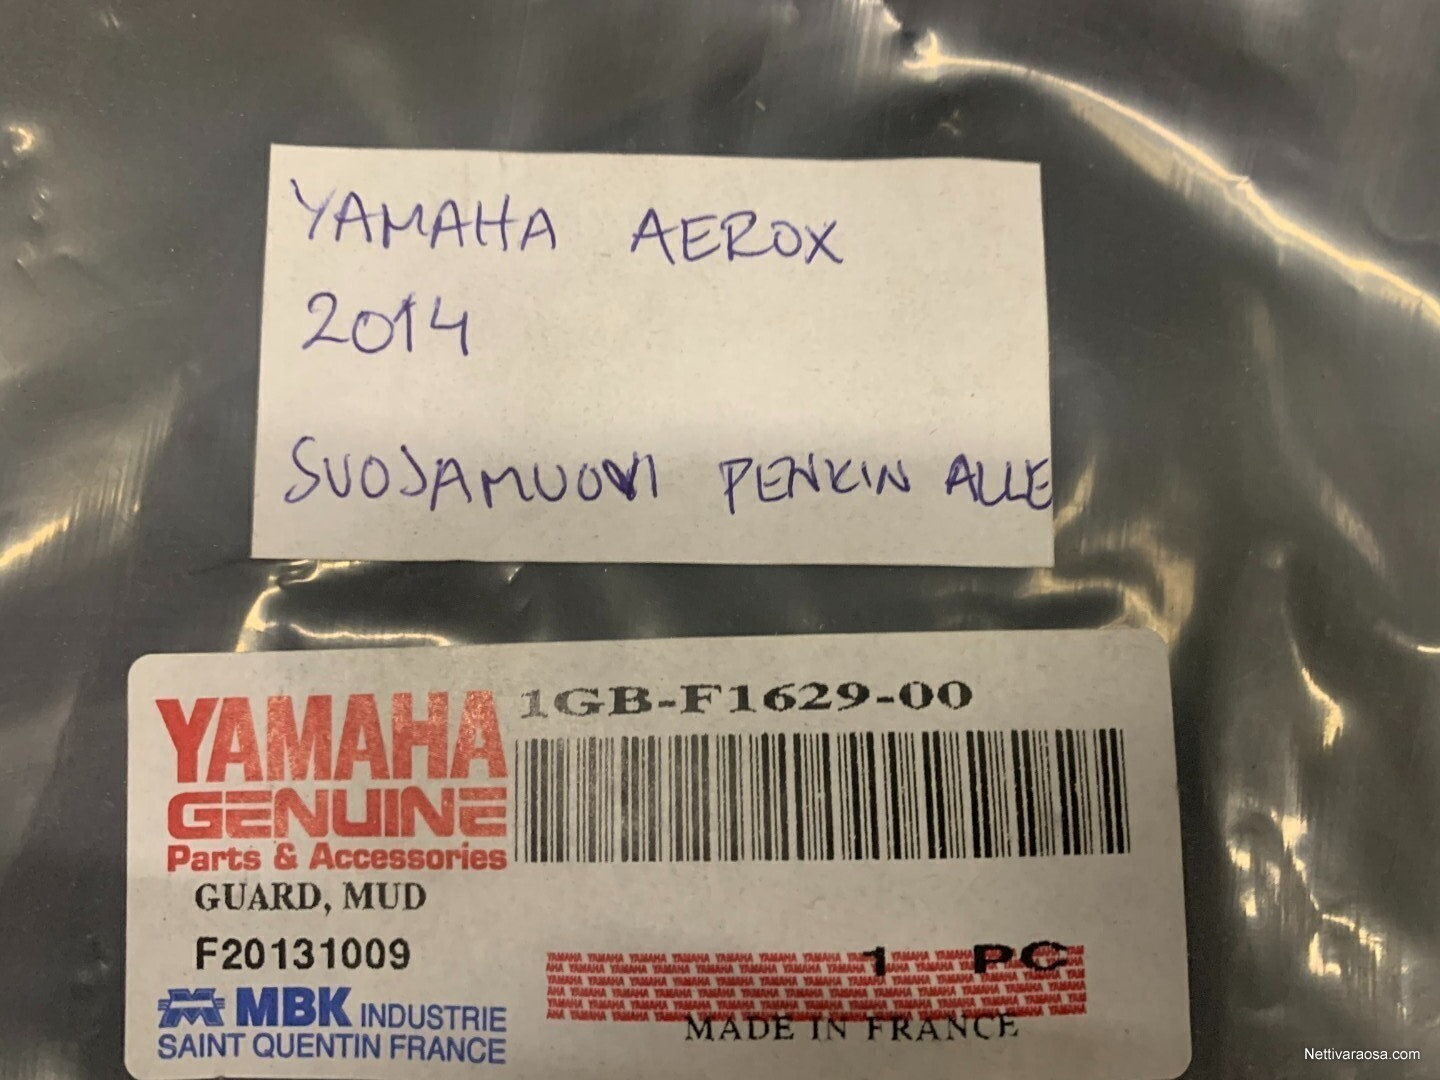 YAMAHA AEROX
2014
SUOJAMUOVI PENKIN ALLE
1GB-F1629-00
YAMAHA
GENUINE
Parts & Accessories
GUARD, MUD
F20131009
1 PC
MBK INDUSTRIE
SAINT QUENTIN FRANCE
MADE IN FRANCE
Nettivaraosa.com